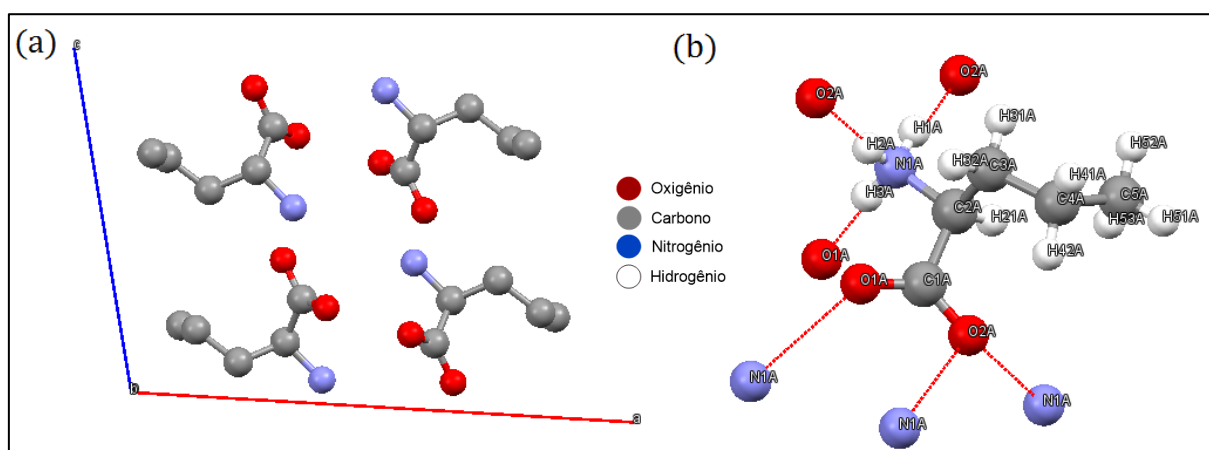 (a)
c
b
a
Oxigênio
Carbono
Nitrogênio
Hidrogênio
(b)
O2A
O2A
H31A
H1A
H2A
H52A
N1A
H32A
C3A
H41A
H3A
C5A
C4A
C2A
H21A
H53A
H51A
H42A
O1A
O1A
C1A
O2A
N1A
N1A
N1A